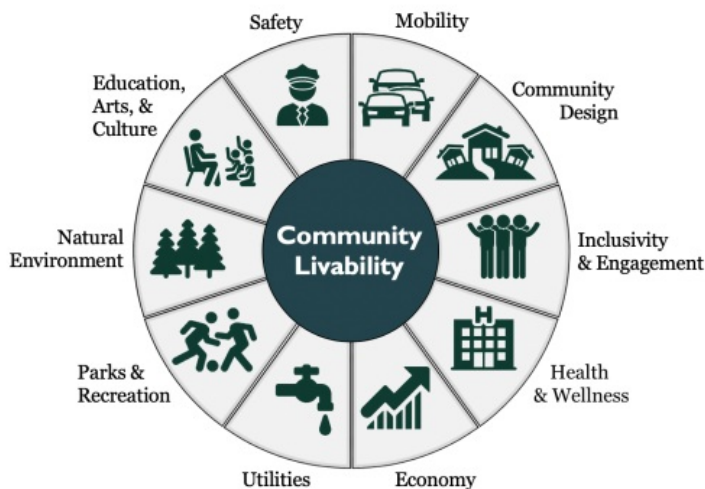 Safety
Mobility
Education,
Arts, &
Culture
Community
Design
Natural
Environment
Community
Livability
Inclusivity
& Engagement
H
Parks &
Recreation
Health
& Wellness
Utilities
Economy